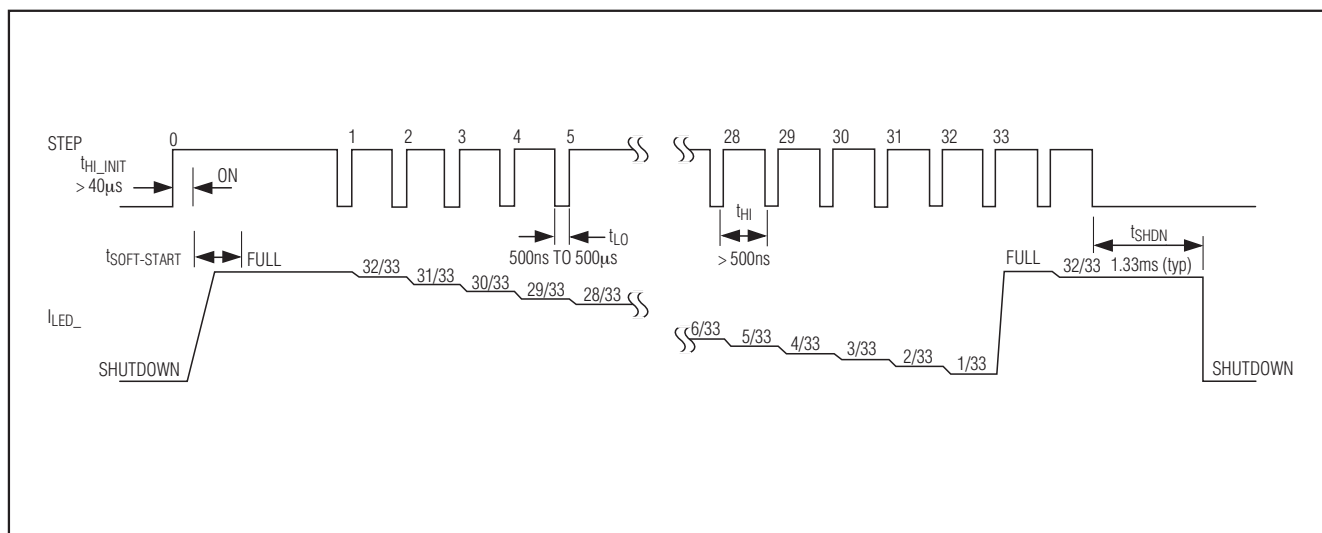 STEP 0 1 2 3 4 5 28 29 30 31 32 33
tHI_INIT
> 40μs
ON
tLO
500ns TO 500μs
tHI
> 500ns
tSHDN
1.33ms (typ)
tSOFT-START
FULL 32/33 31/33 30/33 29/33 28/33
6/33 5/33 4/33 3/33 2/33 1/33
FULL 32/33
ILED_
SHUTDOWN
SHUTDOWN